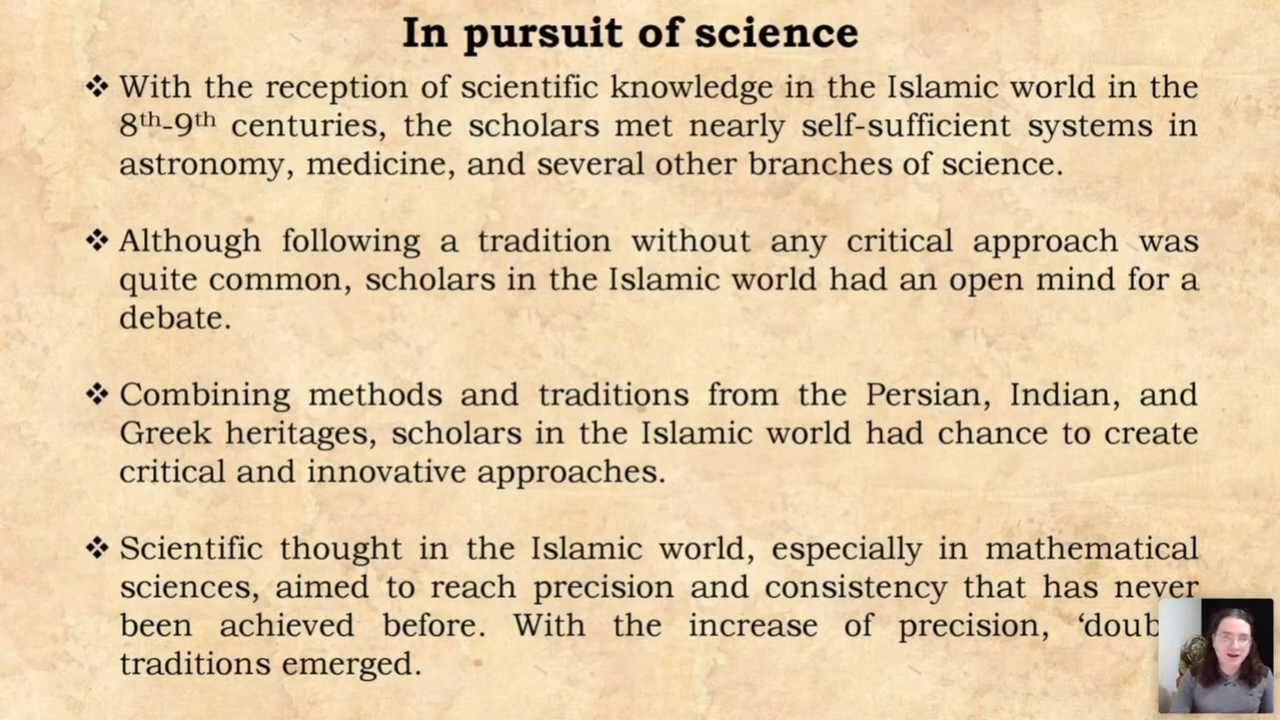 In pursuit of science
❖ With the reception of scientific knowledge in the Islamic world in the
8th-9th centuries, the scholars met nearly self-sufficient systems in
astronomy, medicine, and several other branches of science.
❖ Although following a tradition without any critical approach was
quite common, scholars in the Islamic world had an open mind for a
debate.
❖ Combining methods and traditions from the Persian, Indian, and
Greek heritages, scholars in the Islamic world had chance to create
critical and innovative approaches.
❖ Scientific thought in the Islamic world, especially in mathematical
sciences, aimed to reach precision and consistency that has never
been achieved before. With the increase of precision,
traditions emerged.